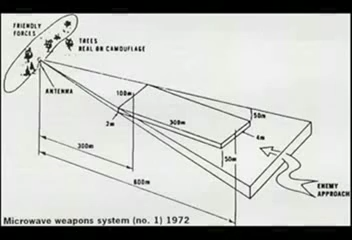 FRIENDLY
FORCES
TREES
REAL OR CAMOUFLAGE
ANTENNA
100m
50m
2m
300m
4m
300m
50m
600m
ENEMY
APPROACH
Microwave weapons system (no. 1) 1972